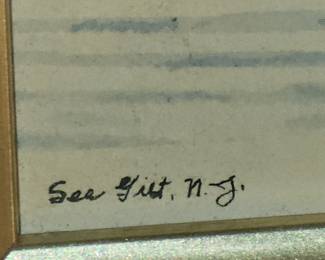 Sea Girt, N.J.